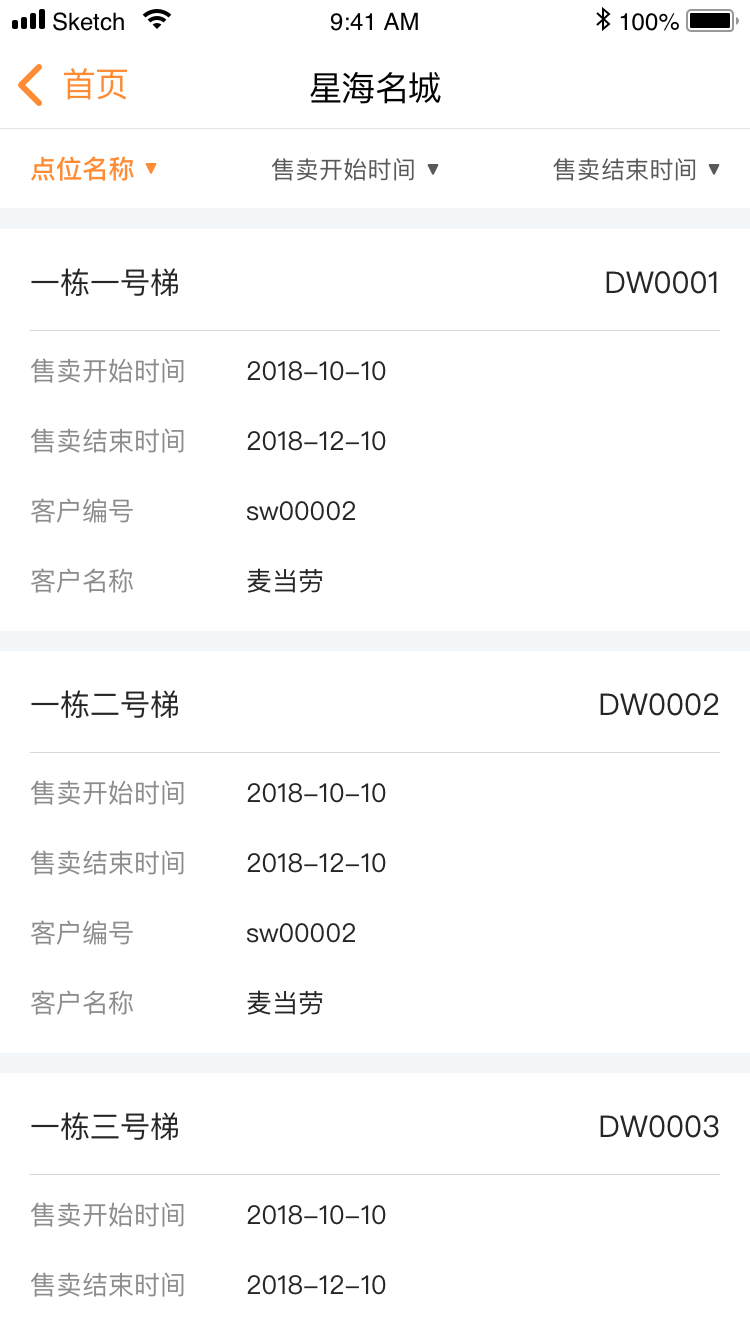 Sketch 9:41 AM 100%
首页 星海名城
点位名称 ▼ 售卖开始时间 ▼ 售卖结束时间 ▼
一栋一号梯 DW0001
售卖开始时间 2018-10-10
售卖结束时间 2018-12-10
客户编号 sw00002
客户名称 麦当劳
一栋二号梯 DW0002
售卖开始时间 2018-10-10
售卖结束时间 2018-12-10
客户编号 sw00002
客户名称 麦当劳
一栋三号梯 DW0003
售卖开始时间 2018-10-10
售卖结束时间 2018-12-10